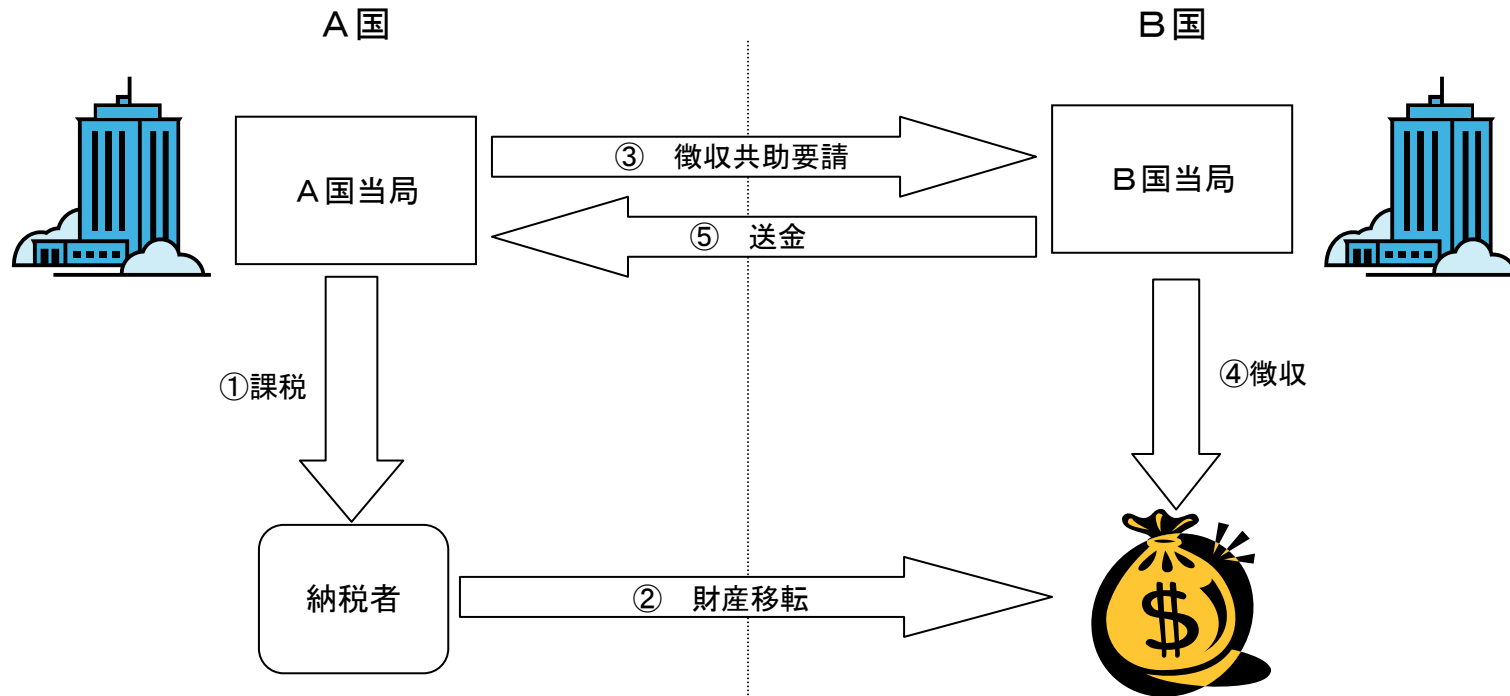 A国
B国
A国当局
③ 徴収共助要請
B国当局
⑤ 送金
①課税
④徴収
納税者
② 財産移転
$